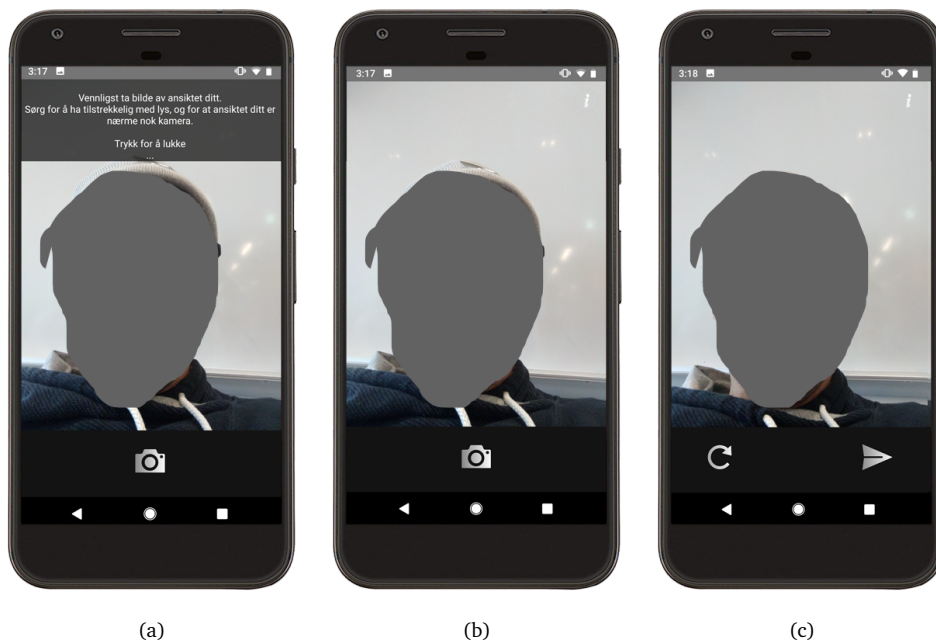 3:17
3:17
3:18
Vennligst ta bilde av ansiktet ditt.
Sørg for å ha tilstrekkelig med lys, og for at ansiktet ditt er
nærme nok kamera.
Trykk for å lukke
...
i
i
(a)
(b)
(c)